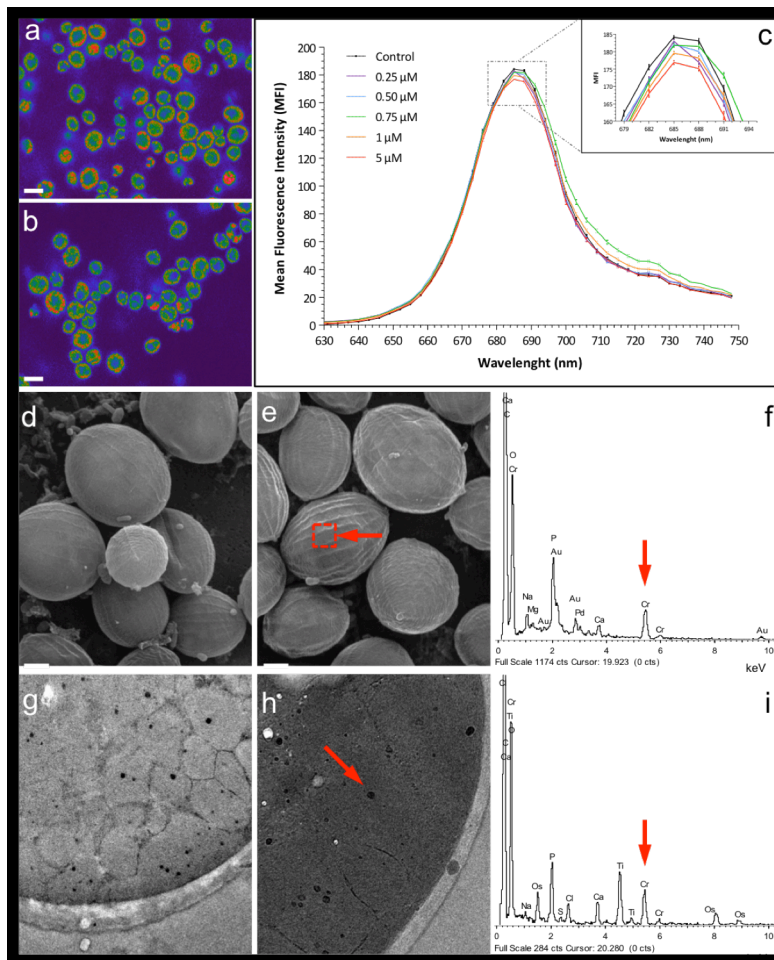 a
b
c
Mean Fluorescence Intensity (MFI)
200
190
180
160
140
120
100
80
60
40
20
0
630 640 650 660 670 680 690 700 710 720 730 740 750
Wavelenght (nm)
Control
0.25 µM
0.50 µM
0.75 µM
1 µM
5 µM
MFI
185
180
175
170
165
160
679 682 685 688 691 694
Wavelenght (nm)
d
e
f
Ca
C
O
Cr
P
Au
Na
Mg
Au
Au
Pd
Ca
Cr
Cr
Au
0 2 4 6 8 10
Full Scale 1174 cts Cursor: 19.923 (0 cts)
keV
g
h
i
C
Cr
Ti
O
C
Ca
Na
Os
P
S
Cl
Ca
Ti
Ti
Cr
Cr
Os
Os
2 4 6 8 10
Full Scale 284 cts Cursor: 20.280 (0 cts)